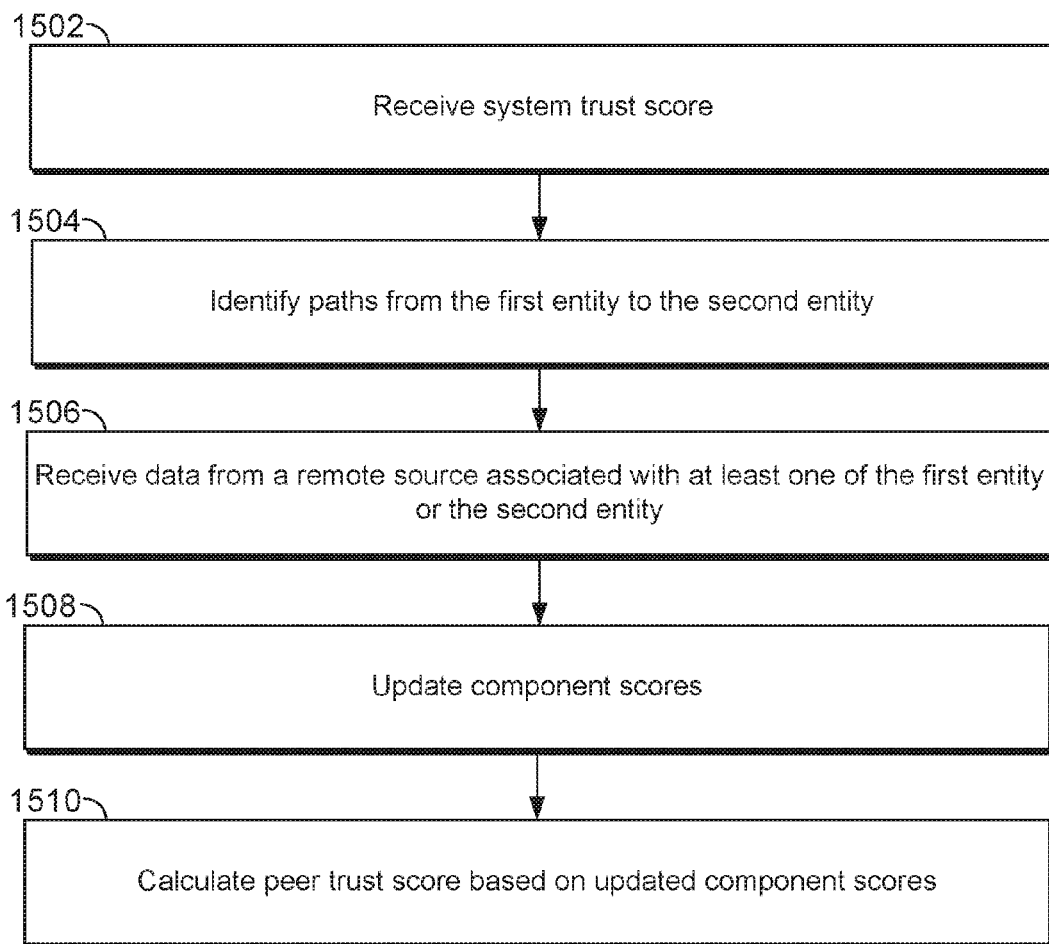 1502
Receive system trust score
1504
Identify paths from the first entity to the second entity
1506
Receive data from a remote source associated with at least one of the first entity
or the second entity
1508
Update component scores
1510
Calculate peer trust score based on updated component scores